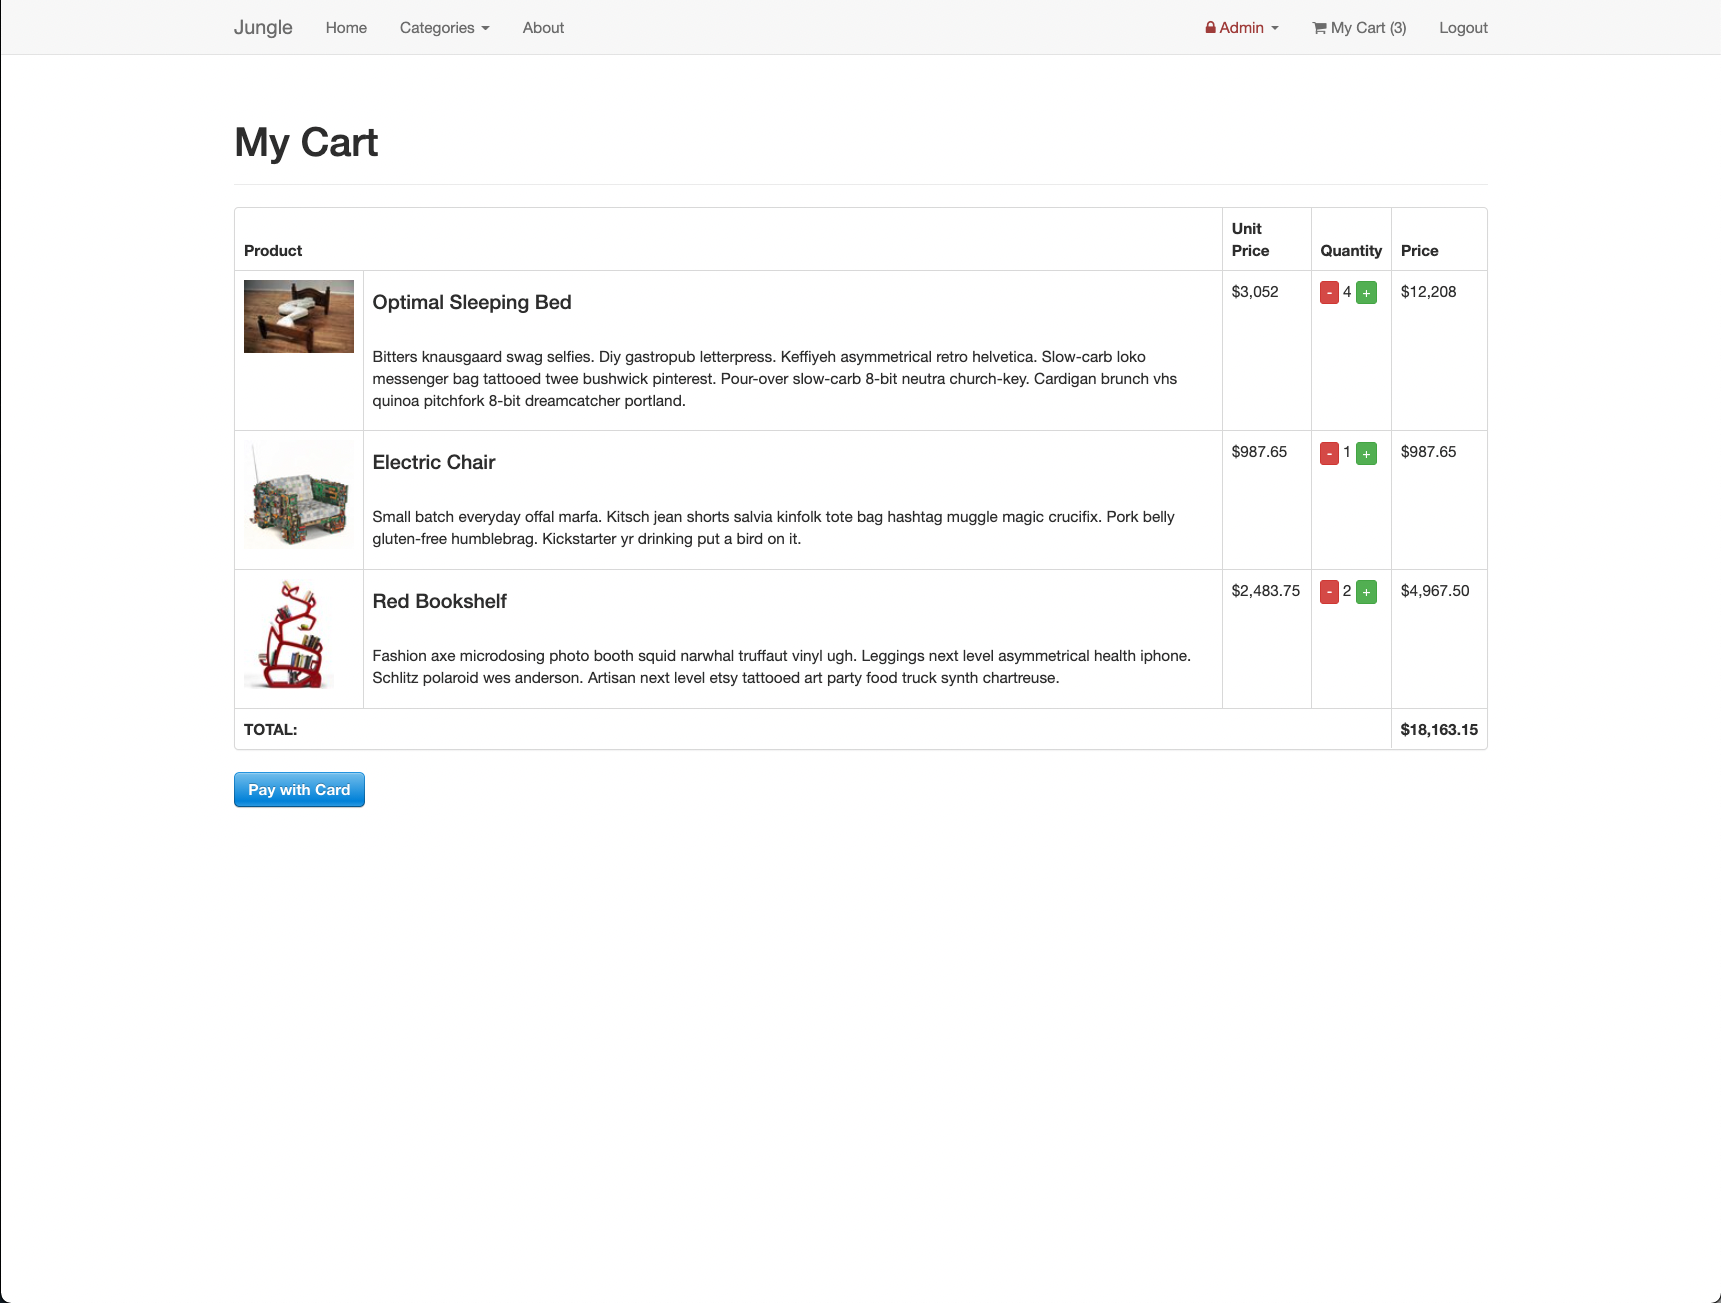 Jungle Home Categories About Admin My Cart (3) Logout
My Cart
Product Unit Price Quantity Price
Optimal Sleeping Bed $3,052 - 4 + $12,208
Bitters knausgaard swag selfies. Diy gastropub letterpress. Keffiyeh asymmetrical retro helvetica. Slow-carb loko
messenger bag tattooed twee bushwick pinterest. Pour-over slow-carb 8-bit neutra church-key. Cardigan brunch vhs
quinoa pitchfork 8-bit dreamcatcher portland.
Electric Chair $987.65 - 1 + $987.65
Small batch everyday offal marfa. Kitsch jean shorts salvia kinfolk tote bag hashtag muggle magic crucifix. Pork belly
gluten-free humblebrag. Kickstarter yr drinking put a bird on it.
Red Bookshelf $2,483.75 - 2 + $4,967.50
Fashion axe microdosing photo booth squid narwhal truffaut vinyl ugh. Leggings next level asymmetrical health iphone.
Schlitz polaroid wes anderson. Artisan next level etsy tattooed art party food truck synth chartreuse.
TOTAL: $18,163.15
Pay with Card